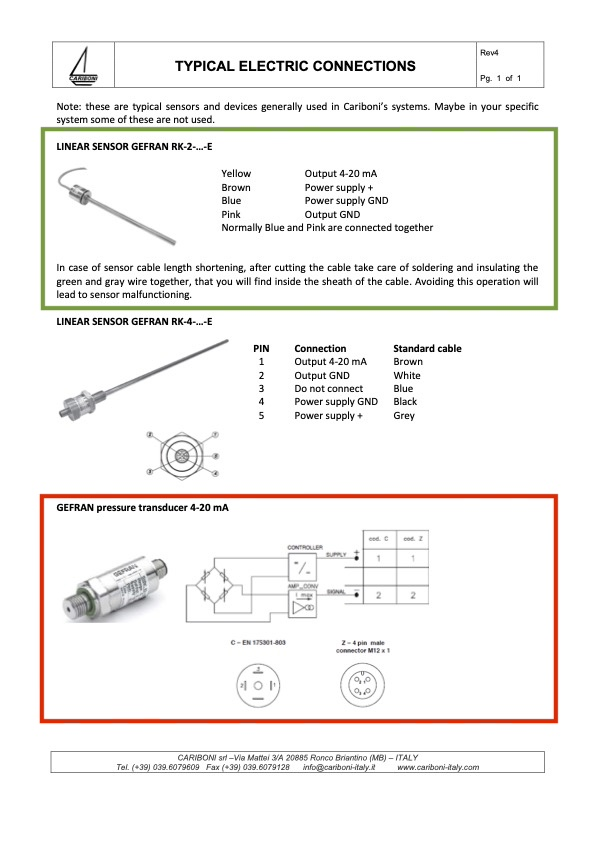 CARIBONI
TYPICAL ELECTRIC CONNECTIONS
Rev4
Pg. 1 of 1
Note: these are typical sensors and devices generally used in Cariboni's systems. Maybe in your specific
system some of these are not used.
LINEAR SENSOR GEFRAN RK-2-…-E
Yellow Output 4-20 mA
Brown Power supply +
Blue Power supply GND
Pink Output GND
Normally Blue and Pink are connected together
In case of sensor cable length shortening, after cutting the cable take care of soldering and insulating the
green and gray wire together, that you will find inside the sheath of the cable. Avoiding this operation will
lead to sensor malfunctioning.
LINEAR SENSOR GEFRAN RK-4-…-E
PIN Connection Standard cable
1 Output 4-20 mA Brown
2 Output GND White
3 Do not connect Blue
4 Power supply GND Black
5 Power supply + Grey
2 1
5
3 4
GEFRAN pressure transducer 4-20 mA
GEFRAN
CONTROLLER
SUPPLY +
cod. C cod. Z
1 1
AMP_CONV
I max
SIGNAL –
2 2
C – EN 175301-803
Z – 4 pin male
connector M12 x 1
CARIBONI srl –Via Mattei 3/A 20885 Ronco Briantino (MB) – ITALY
Tel. (+39) 039.6079609 Fax (+39) 039.6079128 info@cariboni-italy.it www.cariboni-italy.com